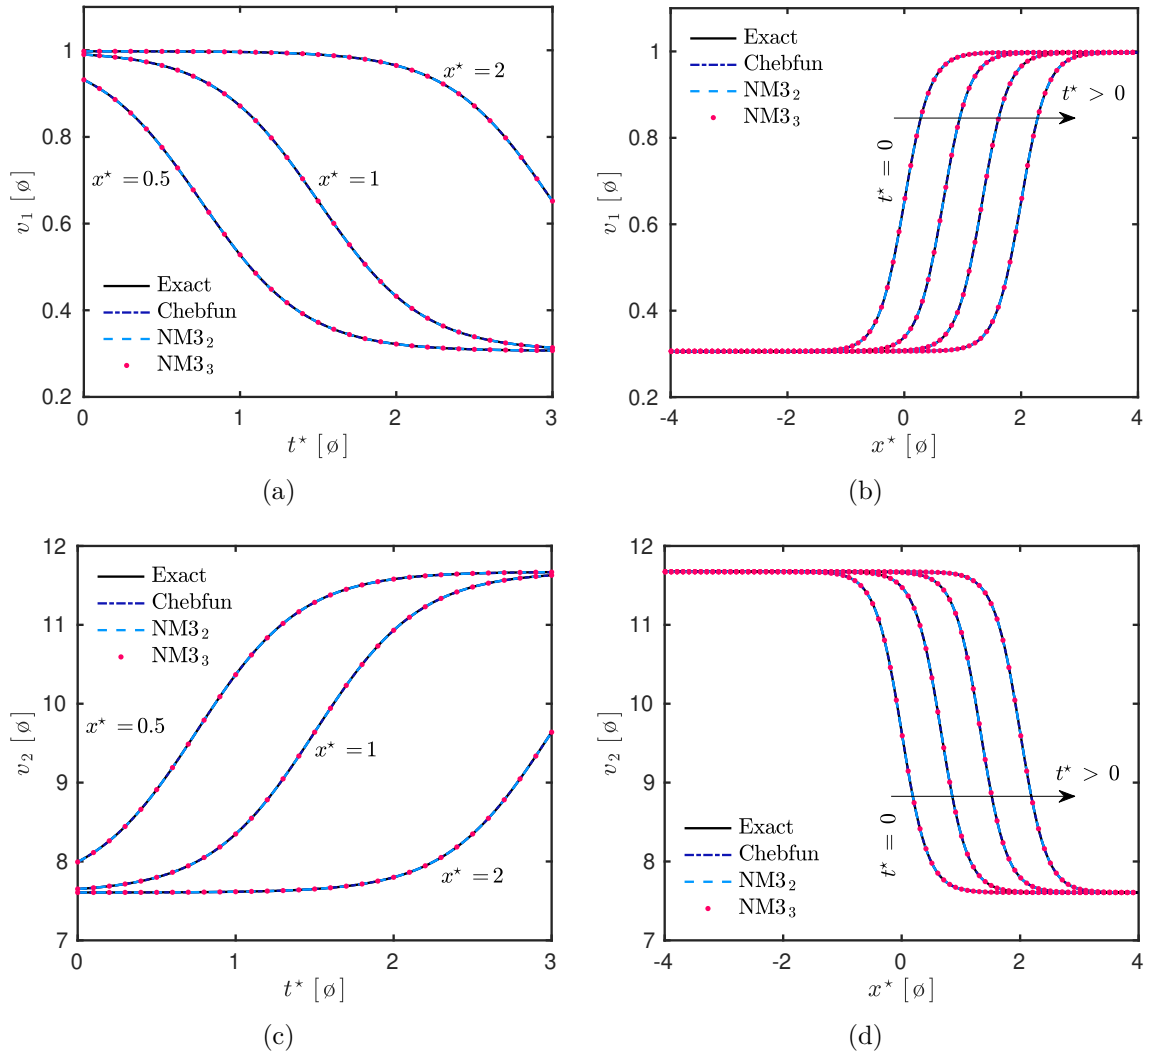 1
0.8
0.6
0.4
0.2
v₁ [ø]
x⋆ = 2
x⋆ = 0.5
x⋆ = 1
Exact
Chebfun
NM3₂
NM3₃
0 1 2 3
t⋆ [ø]
(a)
1
0.8
0.6
0.4
0.2
v₁ [ø]
Exact
Chebfun
NM3₂
NM3₃
t⋆ > 0
t⋆ = 0
-4 -2 0 2 4
x⋆ [ø]
(b)
12
11
10
9
8
7
v₂ [ø]
Exact
Chebfun
NM3₂
NM3₃
x⋆ = 0.5
x⋆ = 1
x⋆ = 2
0 1 2 3
t⋆ [ø]
(c)
12
11
10
9
8
7
v₂ [ø]
t⋆ > 0
t⋆ = 0
Exact
Chebfun
NM3₂
NM3₃
-4 -2 0 2 4
x⋆ [ø]
(d)